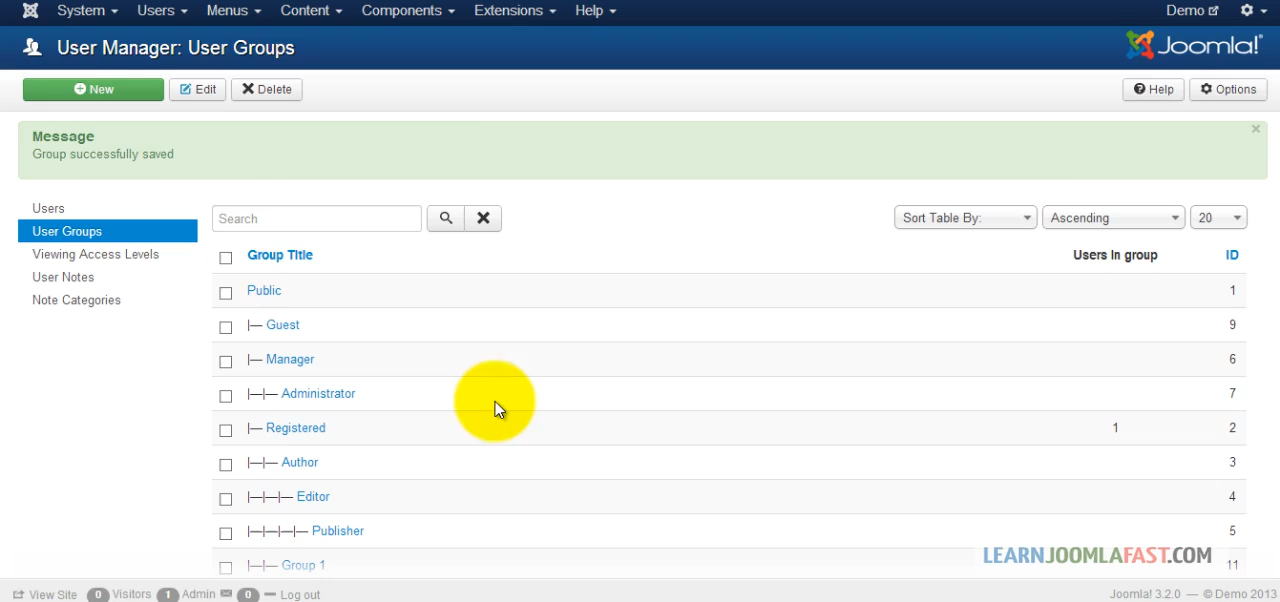 System Users Menus Content Components Extensions Help Demo
User Manager: User Groups Joomla!®
New Edit Delete Help Options
Message
Group successfully saved
Users
User Groups
Viewing Access Levels
User Notes
Note Categories
Search Sort Table By: Ascending 20
Group Title Users in group ID
Public 1
|— Guest 9
|— Manager 6
|—|— Administrator 7
|— Registered 1 2
|—|— Author 3
|—|—|— Editor 4
|—|—|—|— Publisher 5
|—|— Group 1 11
LEARNJOOMLAFAST.COM
View Site 0 Visitors 1 Admin 0 Log out Joomla! 3.2.0 — © Demo 2013